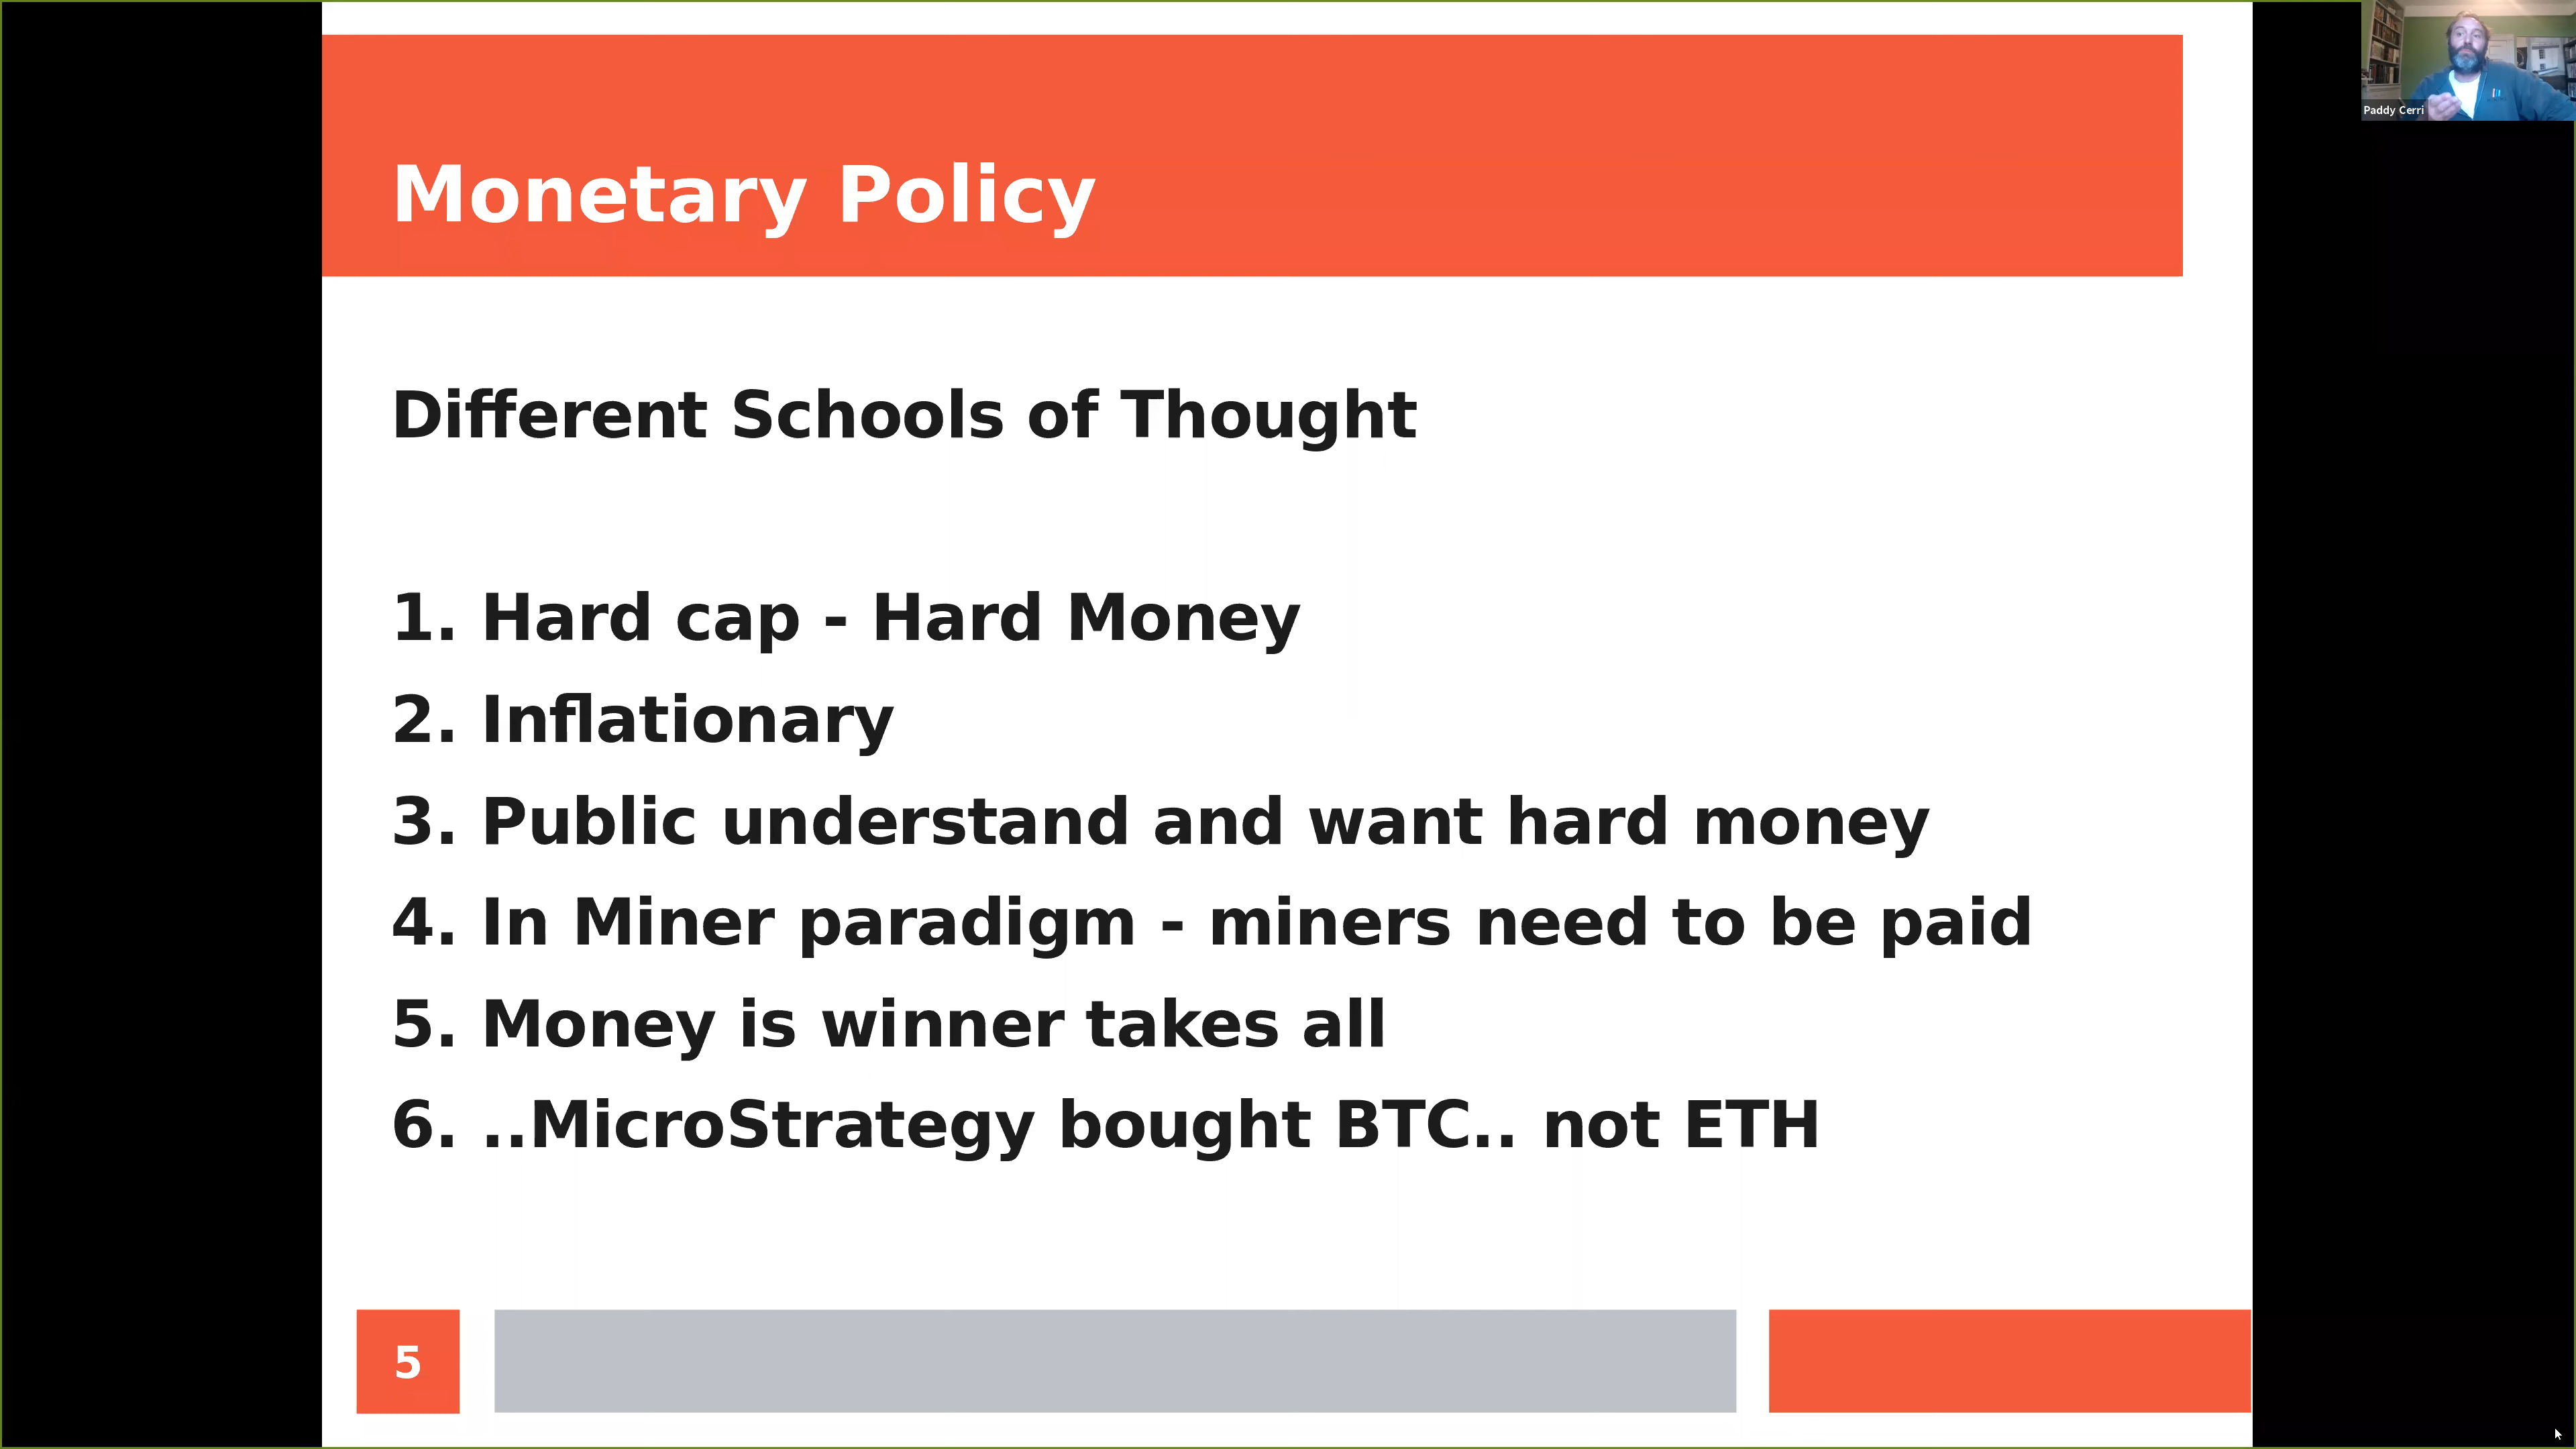 Monetary Policy
Paddy Cerri
Different Schools of Thought
1. Hard cap - Hard Money
2. Inflationary
3. Public understand and want hard money
4. In Miner paradigm - miners need to be paid
5. Money is winner takes all
6. ..MicroStrategy bought BTC.. not ETH
5